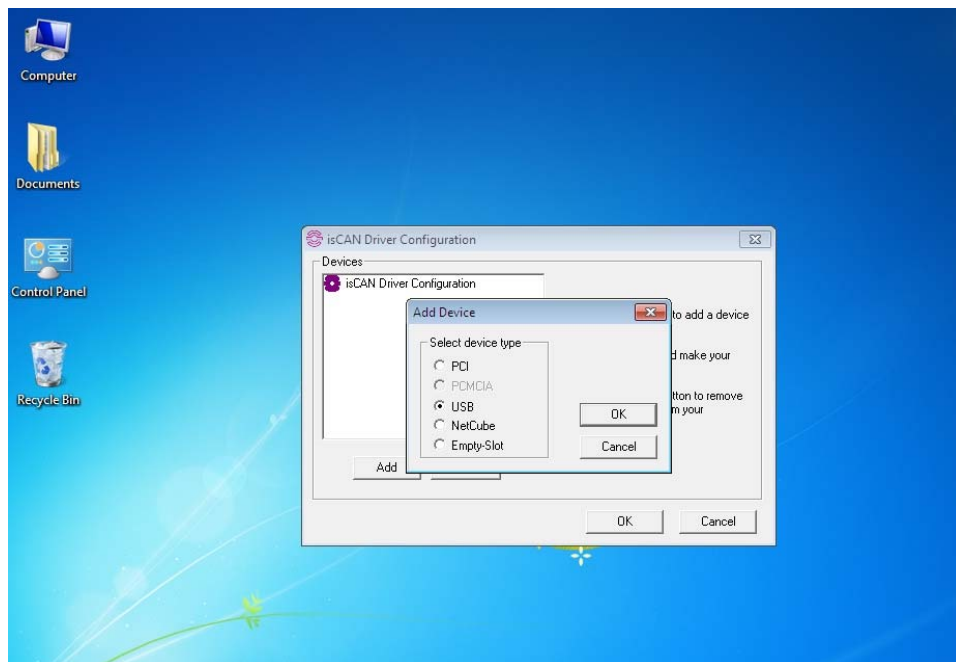 Computer
Documents
Control Panel
Recycle Bin
isCAN Driver Configuration
Devices
isCAN Driver Configuration
to add a device
make your
to remove
your
Add Device
Select device type
PCI
PCMCIA
USB
NetCube
Empty-Slot
OK
Cancel
Add
OK
Cancel